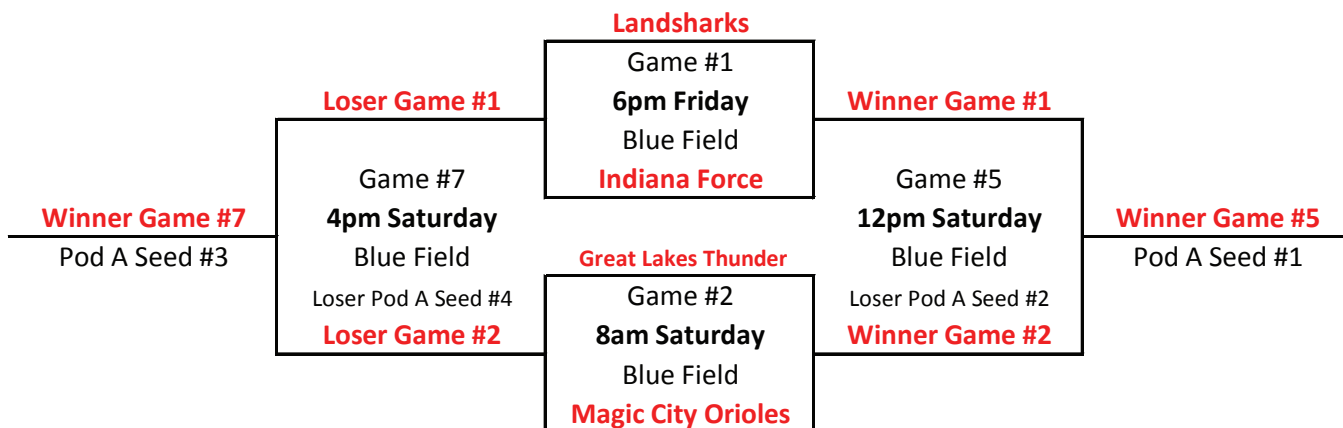 Landsharks
Game #1
Loser Game #1
6pm Friday
Winner Game #1
Blue Field
Game #7
Indiana Force
Game #5
Winner Game #7
4pm Saturday
12pm Saturday
Winner Game #5
Pod A Seed #3
Blue Field
Great Lakes Thunder
Blue Field
Pod A Seed #1
Loser Pod A Seed #4
Game #2
Loser Pod A Seed #2
Loser Game #2
8am Saturday
Winner Game #2
Blue Field
Magic City Orioles